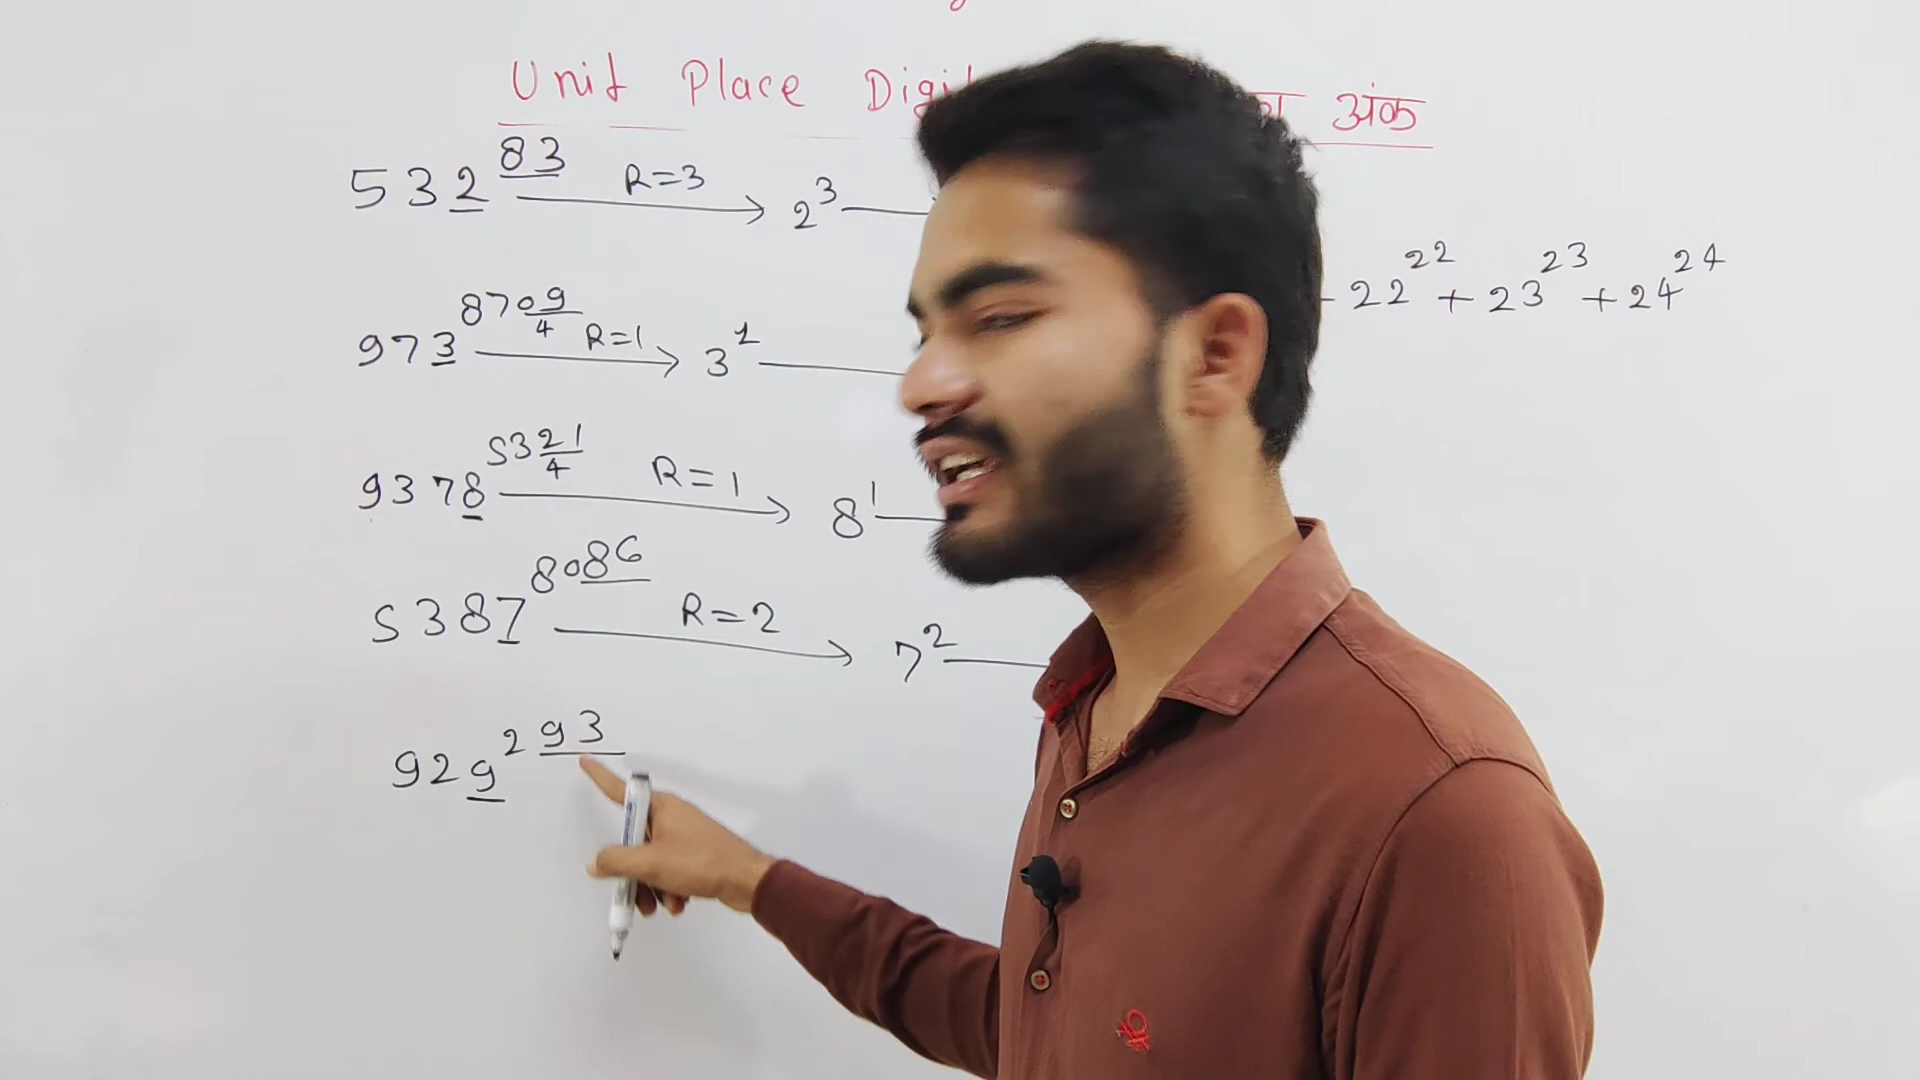 Unit Place Digit अंक
532^83 R=3 → 2^3
22^22 + 23^23 + 24^24
973^8709/4 R=1 → 3^1
9378^5321/4 R=1 → 8^1
5387^8086 R=2 → 7^2
929^293